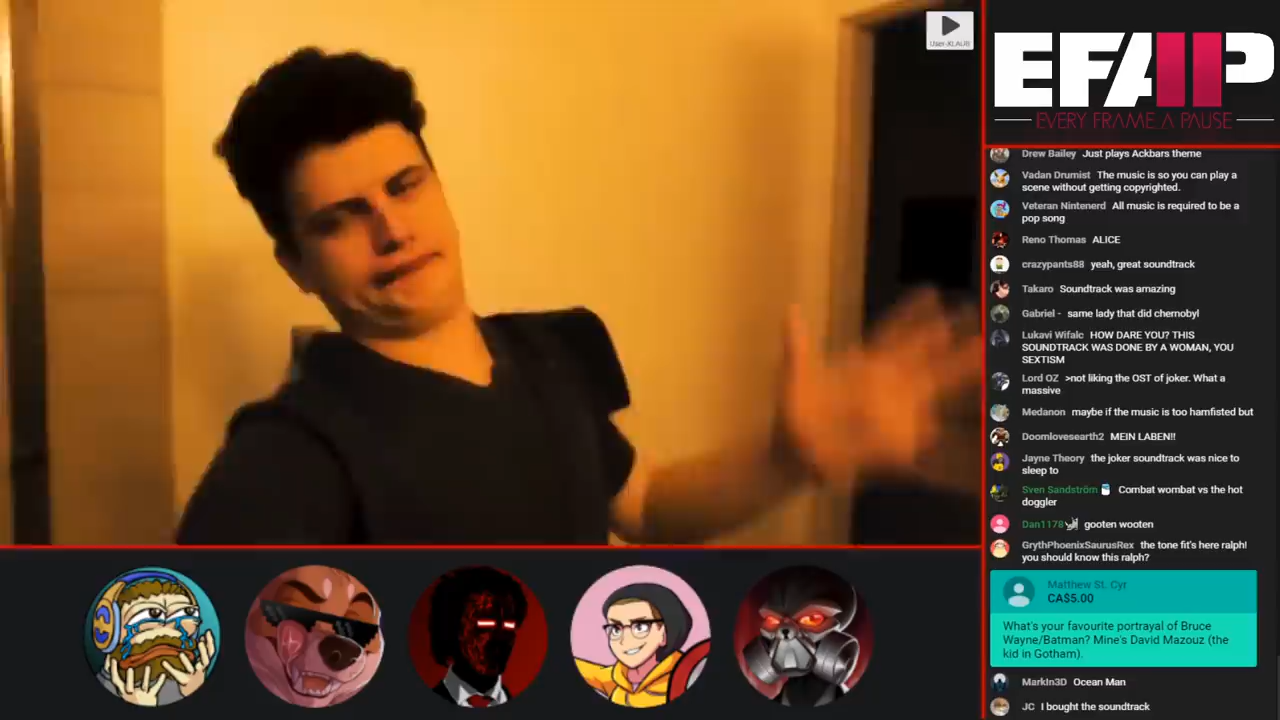 User:KLAUB
EFAP
EVERY FRAME A PAUSE
Drew Bailey Just plays Ackbars theme
Vadan Drumist The music is so you can play a
scene without getting copyrighted.
Veteran Nintenerd All music is required to be a
pop song
Reno Thomas ALICE
crazypants88 yeah, great soundtrack
Takaro Soundtrack was amazing
Gabriel - same lady that did chernobyl
Lukavi Wifalc HOW DARE YOU? THIS
SOUNDTRACK WAS DONE BY A WOMAN, YOU
SEXTISM
Lord OZ >not liking the OST of joker. What a
massive
Medanon maybe if the music is too hamfisted but
Doomlovesearth2 MEIN LABEN!!
Jayne Theory the joker soundtrack was nice to
sleep to
Sven Sandström Combat wombat vs the hot
doggler
Dan1178 gooten wooten
GrythPhoenixSaurusRex the tone fit's here ralph!
you should know this ralph?
Matthew St. Cyr
CA$5.00
What's your favourite portrayal of Bruce
Wayne/Batman? Mine's David Mazouz (the
kid in Gotham).
MarkIn3D Ocean Man
JC I bought the soundtrack